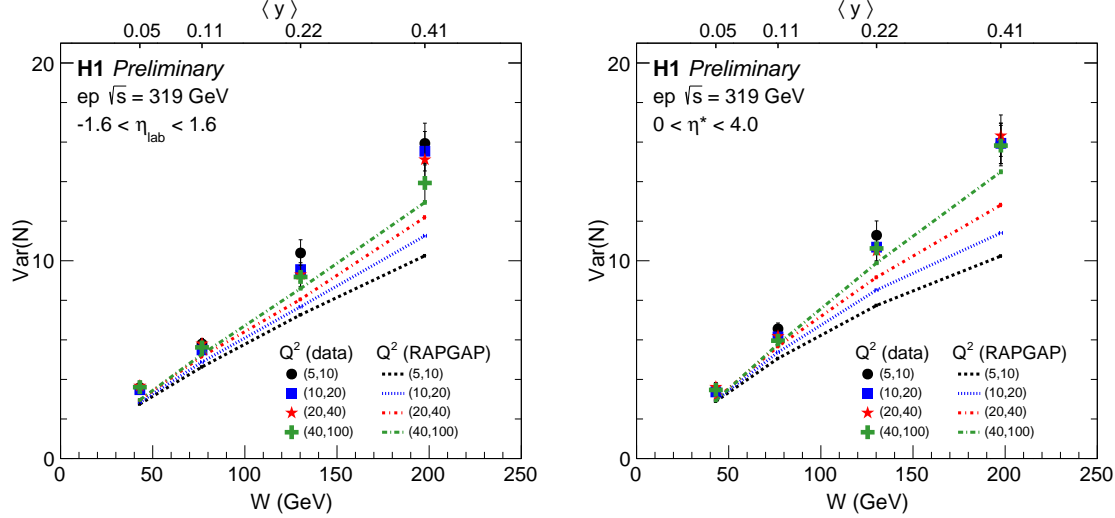 ⟨ y ⟩
0.05 0.11 0.22 0.41
20
H1 Preliminary
ep √s = 319 GeV
-1.6 < η_lab < 1.6
Var(N)
10
Q² (data) Q² (RAPGAP)
(5,10) (5,10)
(10,20) (10,20)
(20,40) (20,40)
(40,100) (40,100)
0
0 50 100 150 200 250
W (GeV)
⟨ y ⟩
0.05 0.11 0.22 0.41
20
H1 Preliminary
ep √s = 319 GeV
0 < η* < 4.0
Var(N)
10
Q² (data) Q² (RAPGAP)
(5,10) (5,10)
(10,20) (10,20)
(20,40) (20,40)
(40,100) (40,100)
0
0 50 100 150 200 250
W (GeV)